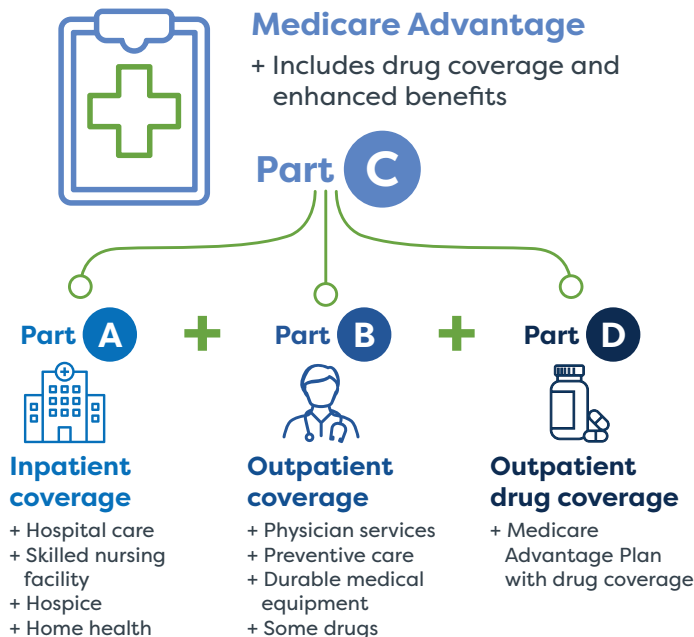 Medicare Advantage
+ Includes drug coverage and
enhanced benefits
Part C
Part A + Part B + Part D
Inpatient
coverage
+ Hospital care
+ Skilled nursing
facility
+ Hospice
+ Home health
Outpatient
coverage
+ Physician services
+ Preventive care
+ Durable medical
equipment
+ Some drugs
Outpatient
drug coverage
+ Medicare
Advantage Plan
with drug coverage